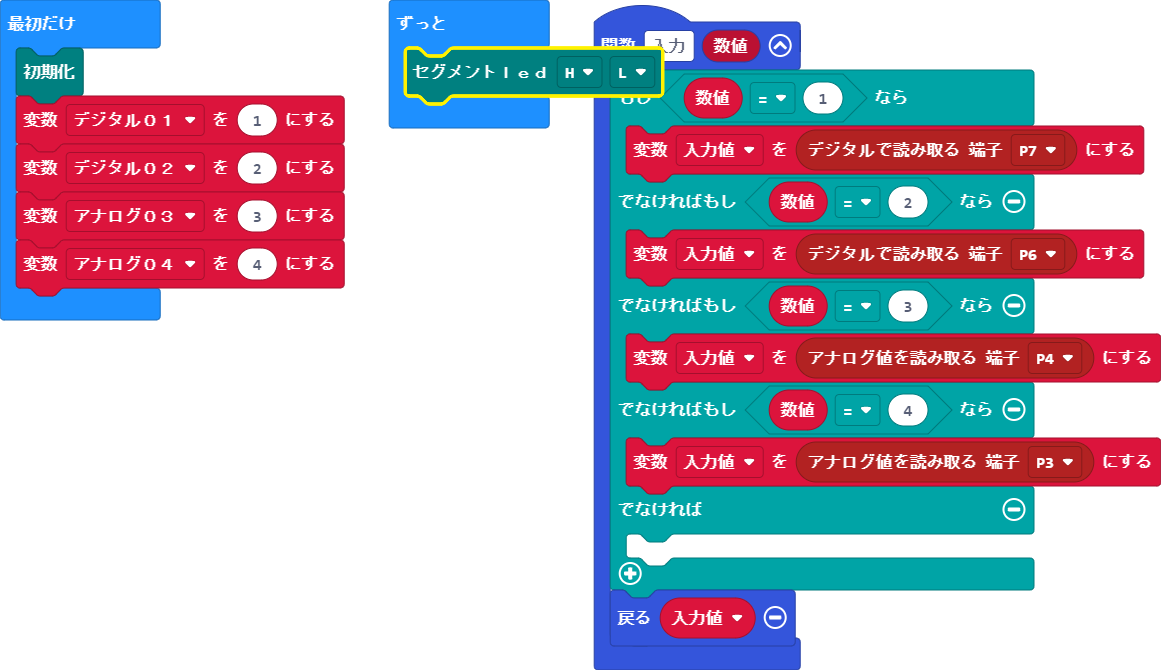 最初だけ
初期化
変数 デジタル０１ を 1 にする
変数 デジタル０２ を 2 にする
変数 アナログ０３ を 3 にする
変数 アナログ０４ を 4 にする
ずっと
セグメントｌｅｄ H L
関数 入力 数値
もし 数値 = 1 なら
変数 入力値 を デジタルで読み取る 端子 P7 にする
でなければもし 数値 = 2 なら
変数 入力値 を デジタルで読み取る 端子 P6 にする
でなければもし 数値 = 3 なら
変数 入力値 を アナログ値を読み取る 端子 P4 にする
でなければもし 数値 = 4 なら
変数 入力値 を アナログ値を読み取る 端子 P3 にする
でなければ
戻る 入力値